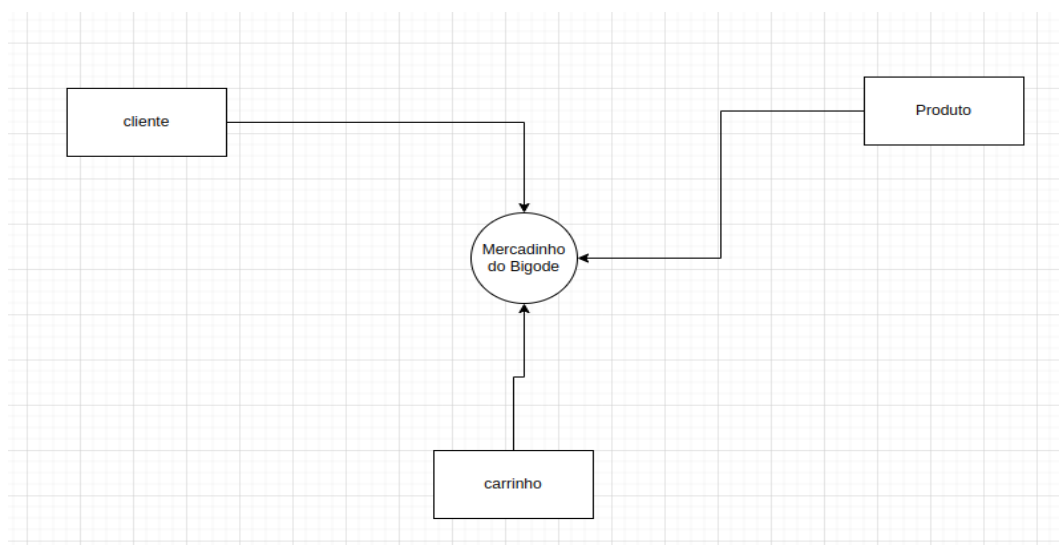 cliente
Produto
Mercadinho
do Bigode
carrinho